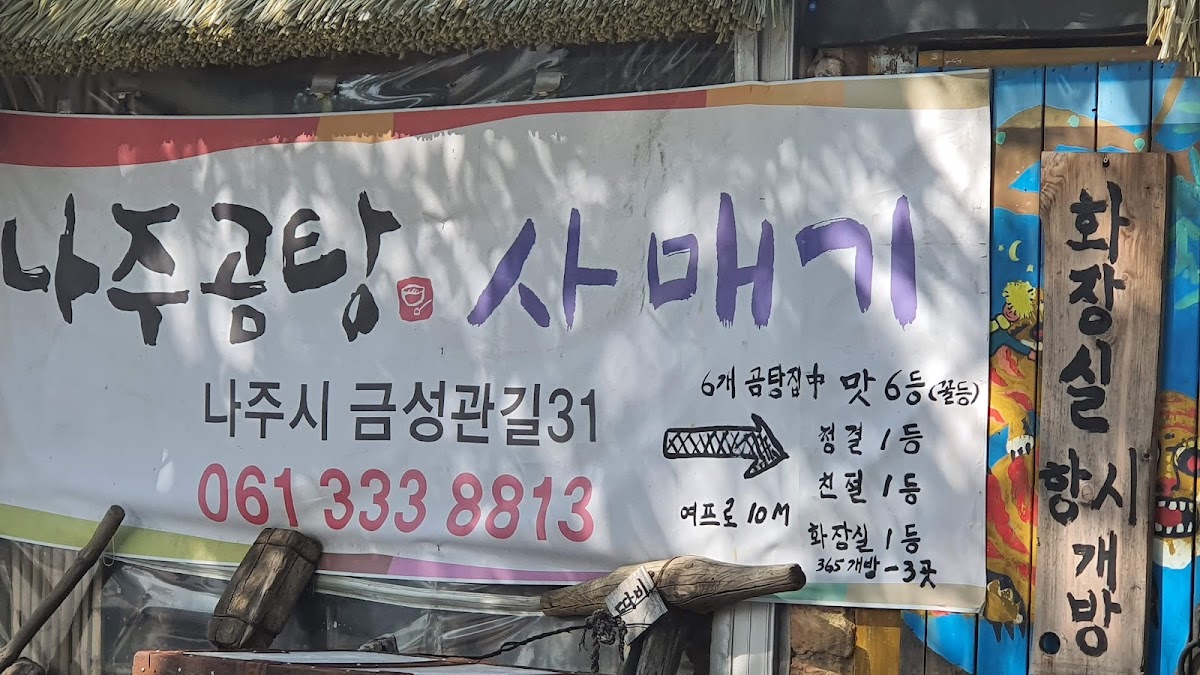 나주곰탕 사매기
나주시 금성관길31
061 333 8813
6개 곰탕집中 맛 6등(꼴등)
청결 1등
친절 1등
여프로 10M
화장실 1등
365개방-3곳
화장실
항시
개방.